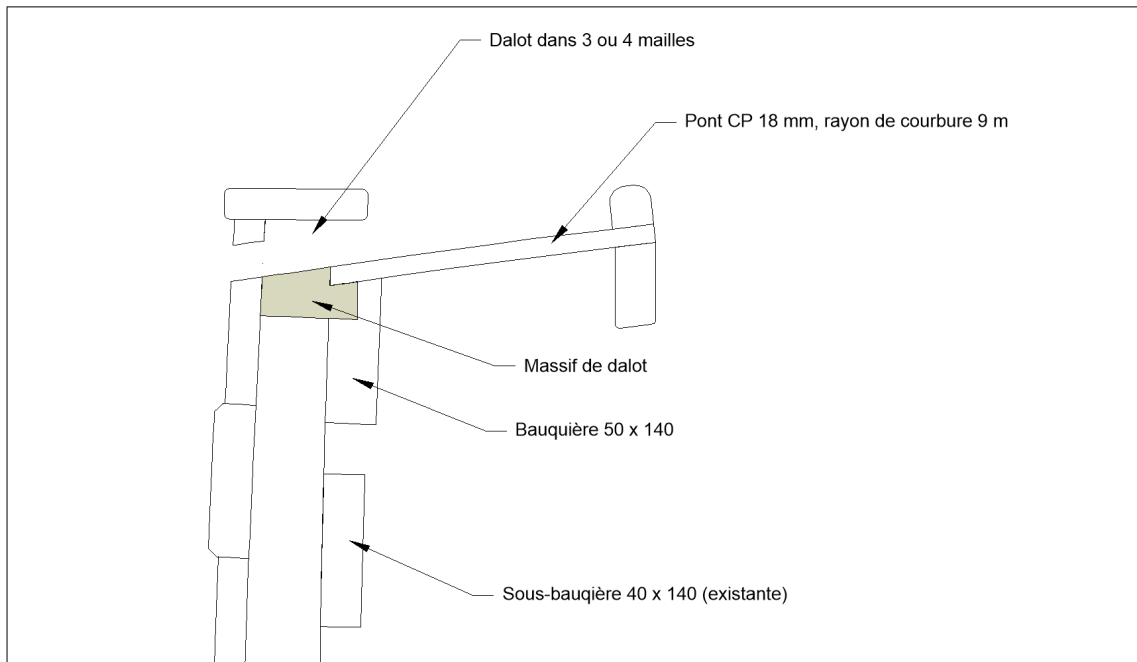 Dalot dans 3 ou 4 mailles
Pont CP 18 mm, rayon de courbure 9 m
Massif de dalot
Bauquière 50 x 140
Sous-bauqière 40 x 140 (existante)